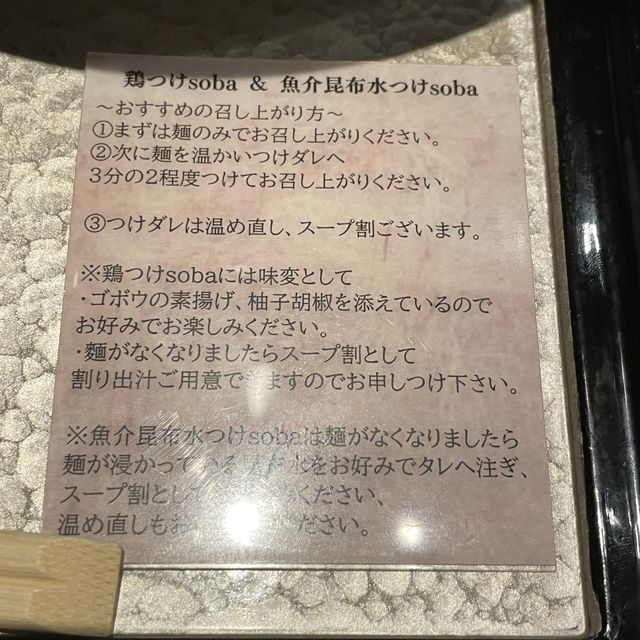 鶏つけsoba & 魚介昆布水つけsoba
～おすすめの召し上がり方～
①まずは麺のみでお召し上がりください。
②次に麺を温かいつけダレへ
3分の2程度つけてお召し上がりください。
③つけダレは温め直し、スープ割ございます。
※鶏つけsobaには味変として
・ゴボウの素揚げ、柚子胡椒を添えているので
お好みでお楽しみください。
・麺がなくなりましたらスープ割として
割り出汁ご用意できますのでお申しつけ下さい。
※魚介昆布水つけsobaは麺がなくなりましたら
麺が浸かっている 水をお好みでタレへ注ぎ、
スープ割とし ください、
温め直しもお ださい。